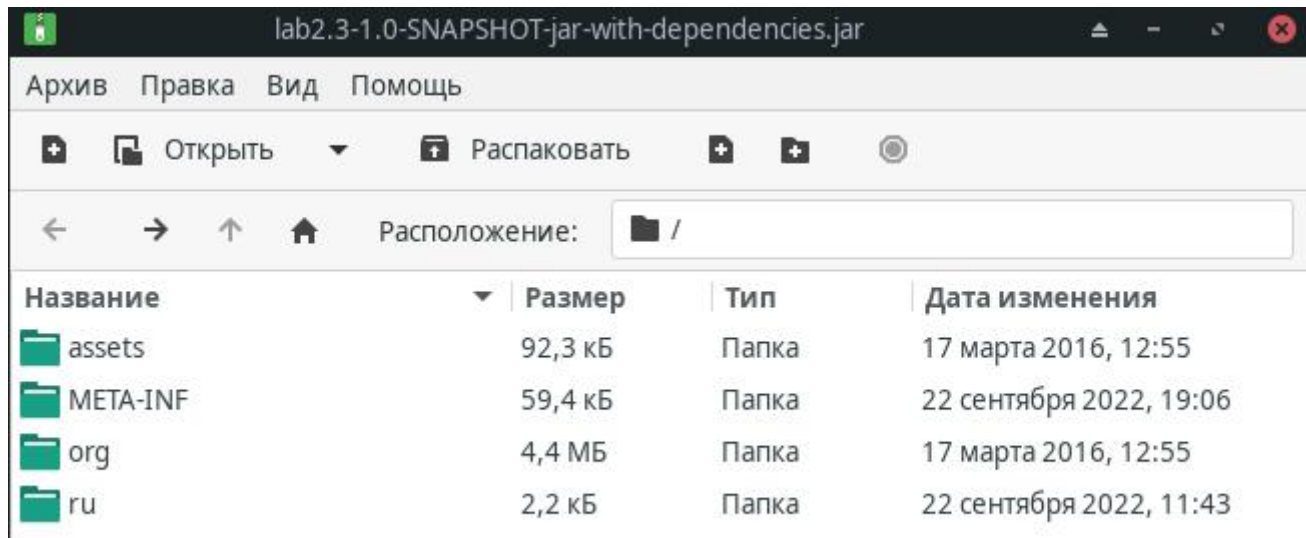 lab2.3-1.0-SNAPSHOT-jar-with-dependencies.jar
Архив Правка Вид Помощь
Открыть Распаковать
Расположение: /
Название Размер Тип Дата изменения
assets 92,3 кБ Папка 17 марта 2016, 12:55
META-INF 59,4 кБ Папка 22 сентября 2022, 19:06
org 4,4 МБ Папка 17 марта 2016, 12:55
ru 2,2 кБ Папка 22 сентября 2022, 11:43